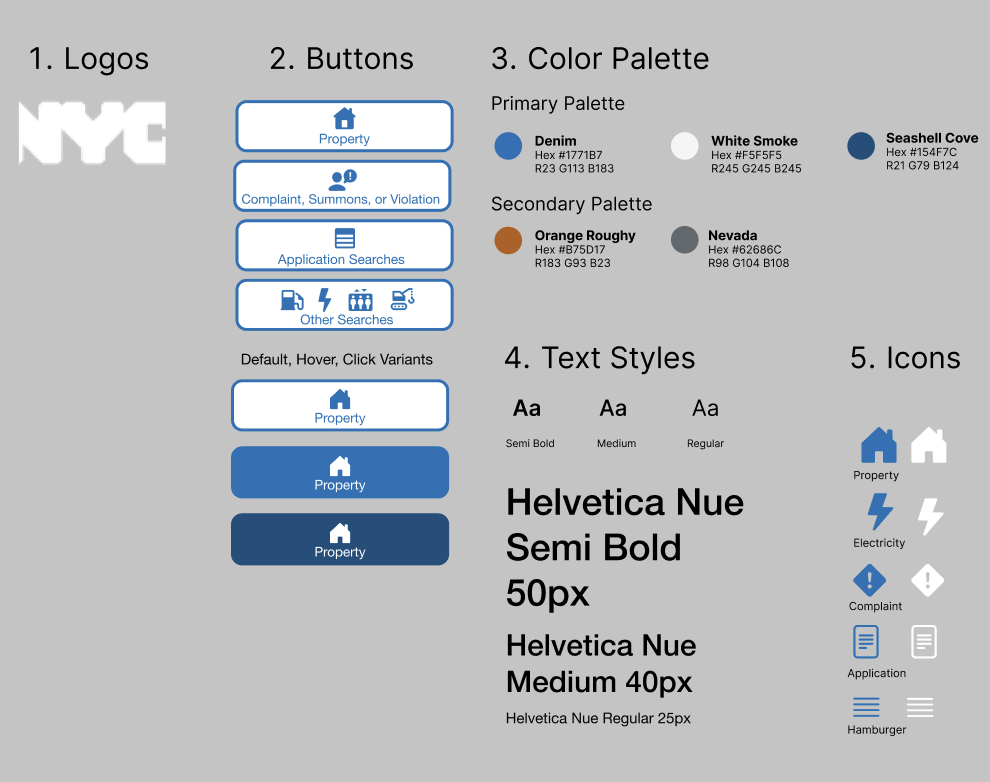 1. Logos
NYC
2. Buttons
Property
Complaint, Summons, or Violation
Application Searches
Other Searches
Default, Hover, Click Variants
Property
Property
Property
3. Color Palette
Primary Palette
Denim
Hex #1771B7
R23 G113 B183
White Smoke
Hex #F5F5F5
R245 G245 B245
Seashell Cove
Hex #154F7C
R21 G79 B124
Secondary Palette
Orange Roughy
Hex #B75D17
R183 G93 B23
Nevada
Hex #62686C
R98 G104 B108
4. Text Styles
Aa Aa Aa
Semi Bold Medium Regular
Helvetica Nue
Semi Bold
50px
Helvetica Nue
Medium 40px
Helvetica Nue Regular 25px
5. Icons
Property
Electricity
Complaint
Application
Hamburger